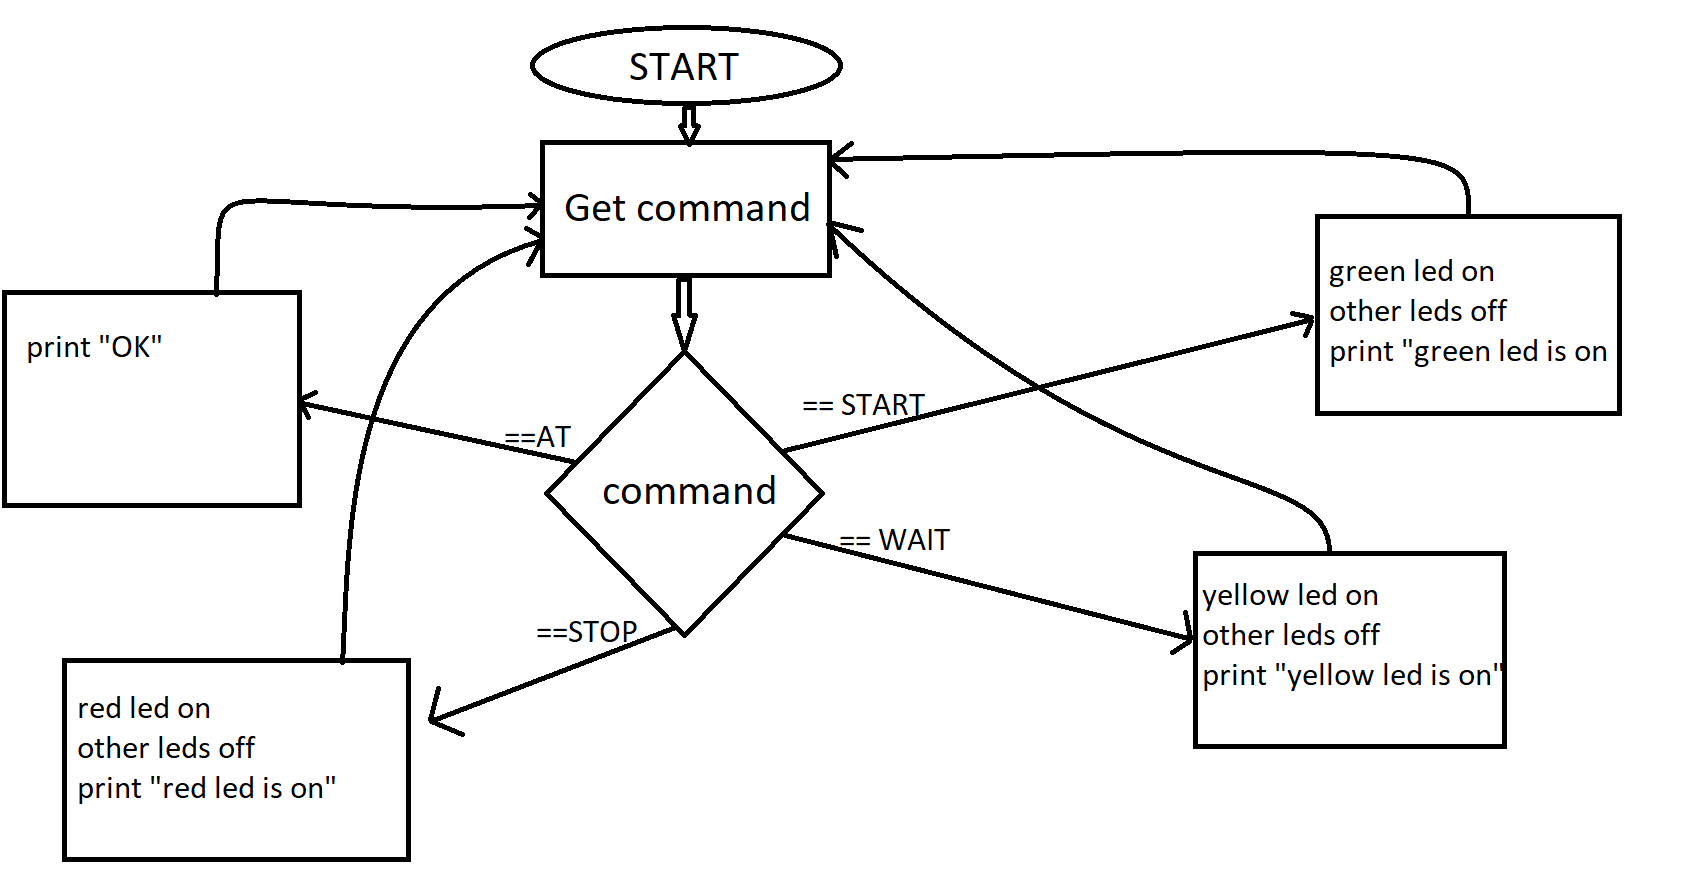 START
Get command
print "OK"
green led on
other leds off
print "green led is on
== START
==AT
command
== WAIT
==STOP
yellow led on
other leds off
print "yellow led is on"
red led on
other leds off
print "red led is on"